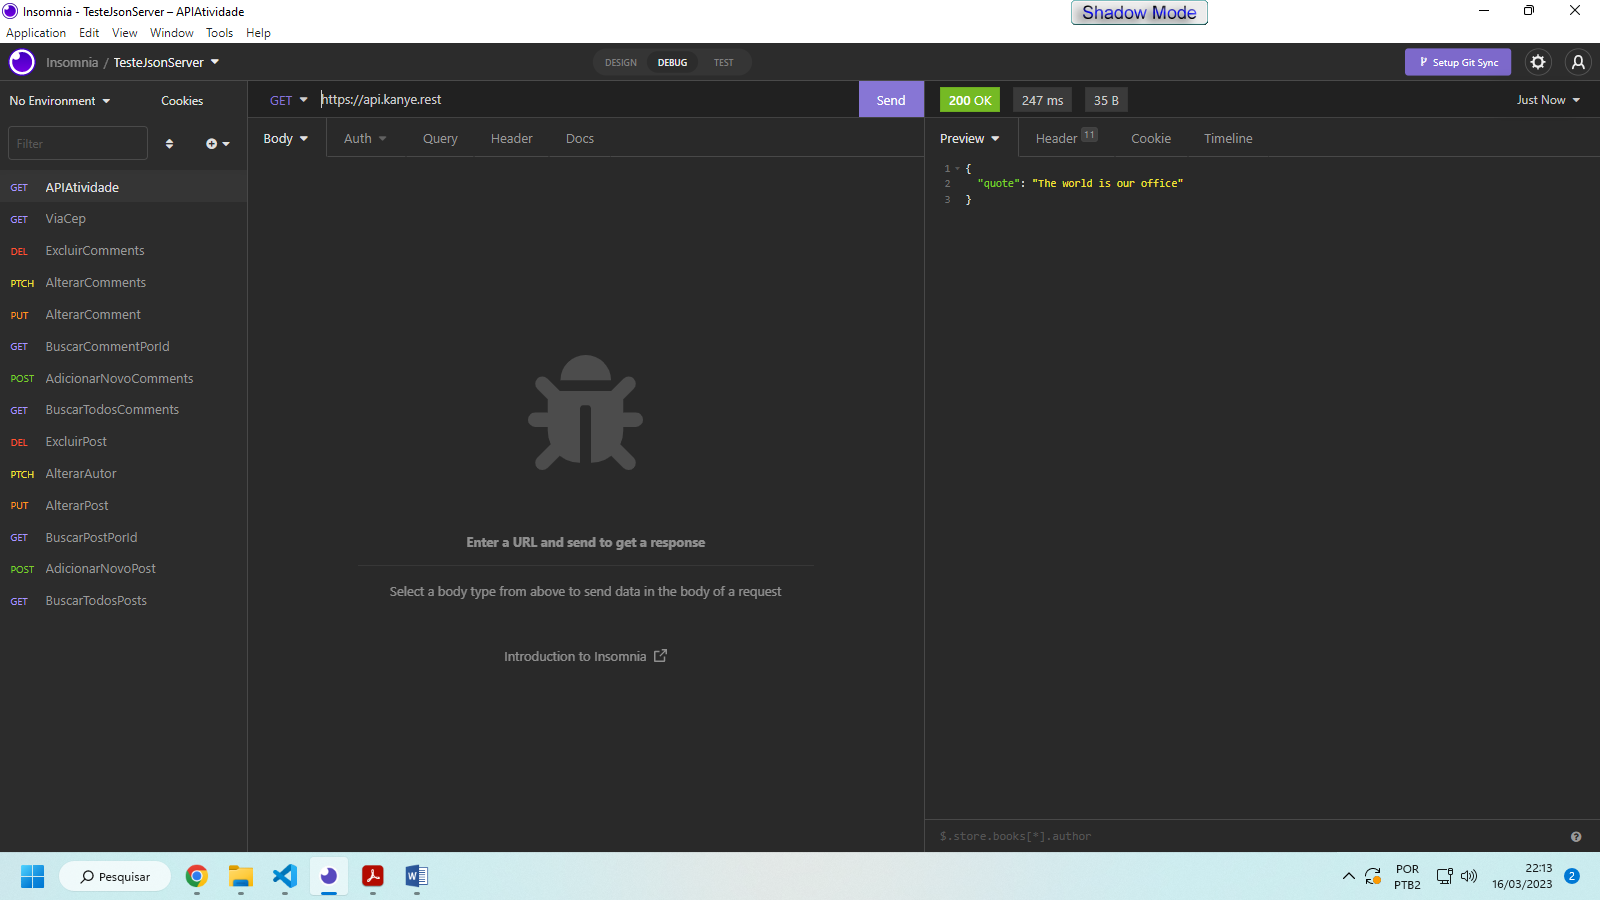 Insomnia - TesteJsonServer – APIAtividade
Shadow Mode
Application Edit View Window Tools Help
Insomnia / TesteJsonServer
DESIGN DEBUG TEST
Setup Git Sync
No Environment Cookies
GET https://api.kanye.rest Send
200 OK 247 ms 35 B Just Now
Filter
Body Auth Query Header Docs
Preview Header 11 Cookie Timeline
GET APIAtividade
GET ViaCep
DEL ExcluirComments
PTCH AlterarComments
PUT AlterarComment
GET BuscarCommentPorId
POST AdicionarNovoComments
GET BuscarTodosComments
DEL ExcluirPost
PTCH AlterarAutor
PUT AlterarPost
GET BuscarPostPorId
POST AdicionarNovoPost
GET BuscarTodosPosts
Enter a URL and send to get a response
Select a body type from above to send data in the body of a request
Introduction to Insomnia
1 {
2 "quote": "The world is our office"
3 }
$.store.books[*].author
Pesquisar
POR
PTB2
22:13
16/03/2023
2